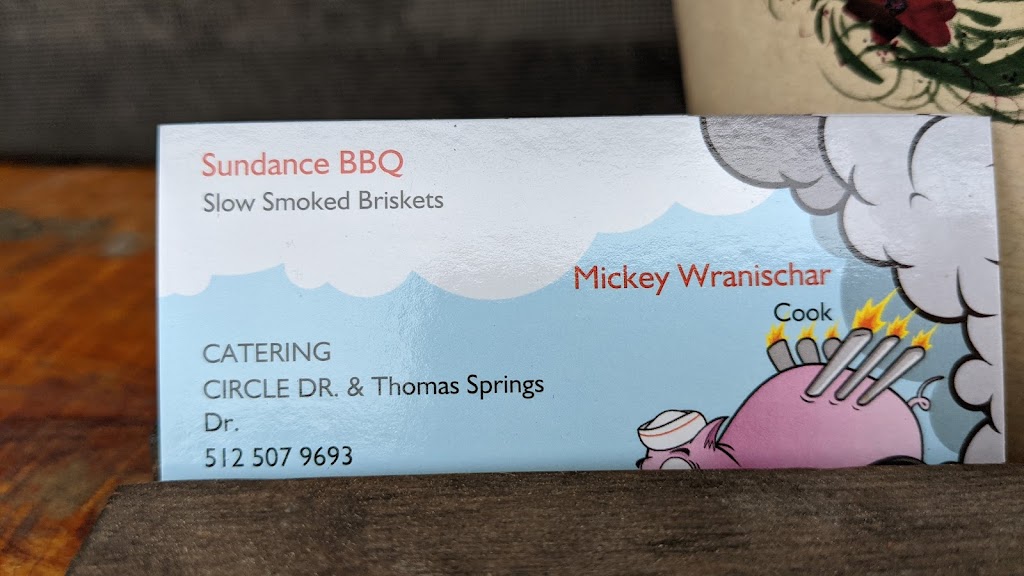 Sundance BBQ
Slow Smoked Briskets
Mickey Wranischar
Cook
CATERING
CIRCLE DR. & Thomas Springs
Dr.
512 507 9693